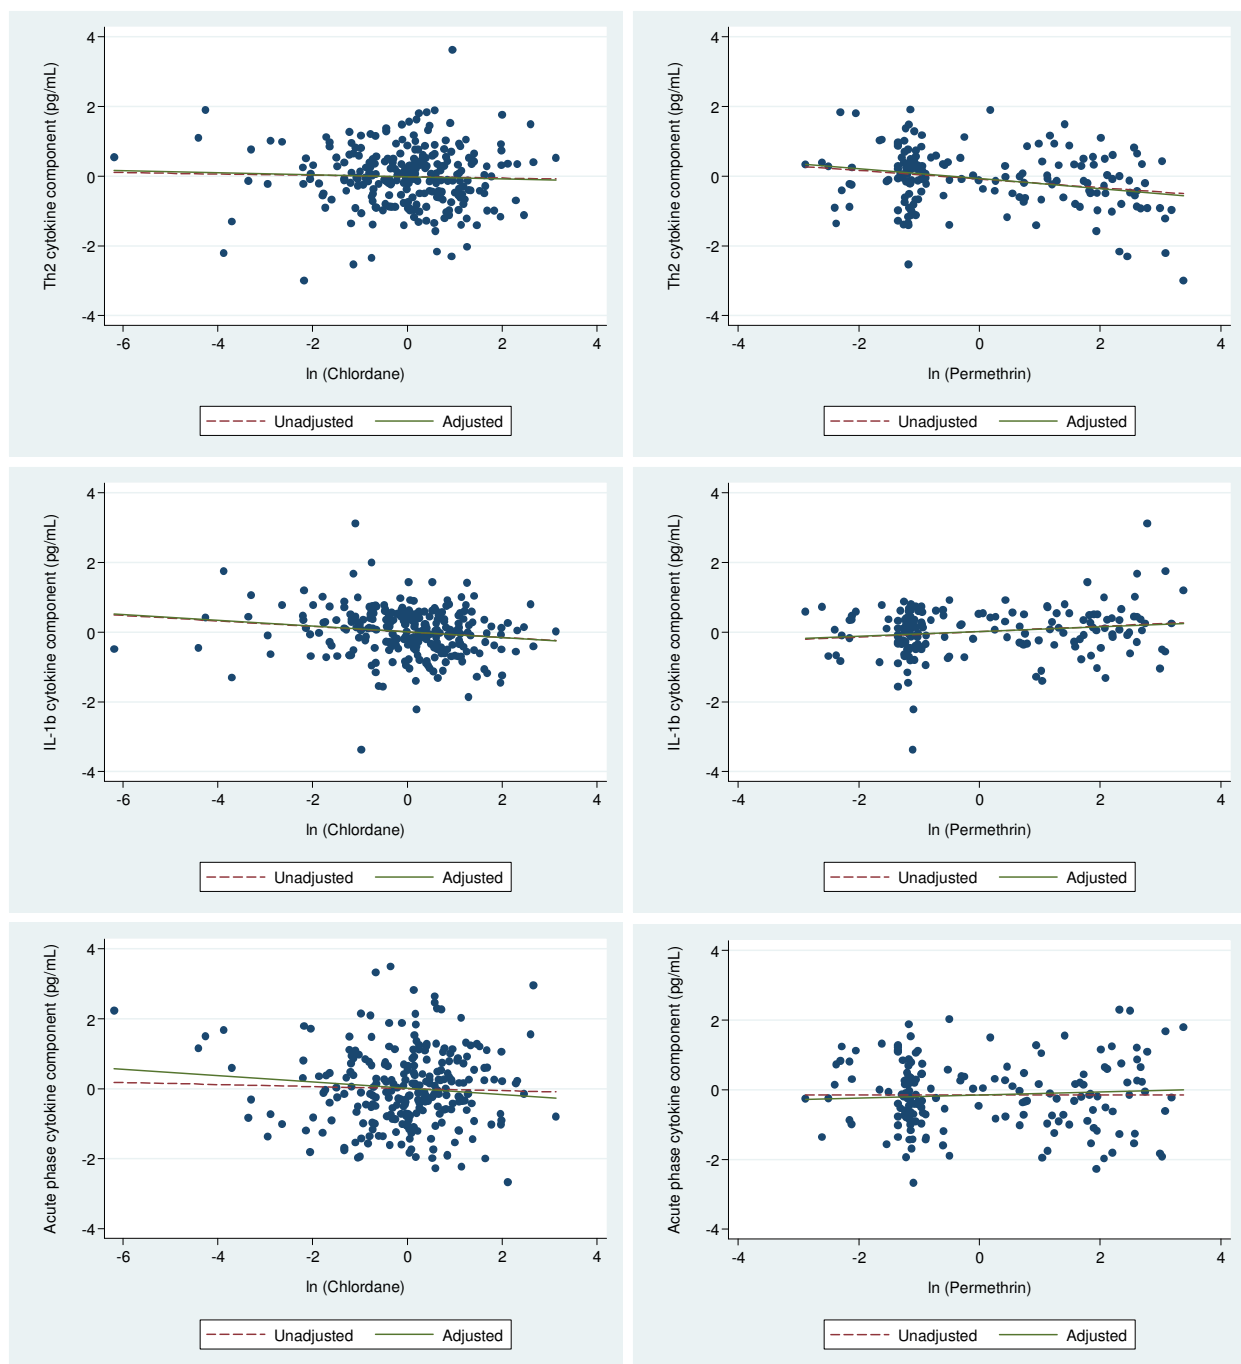 Th2 cytokine component (pg/mL)
4
2
0
-2
-4
-6 -4 -2 0 2 4
ln (Chlordane)
Unadjusted Adjusted
Th2 cytokine component (pg/mL)
4
2
0
-2
-4
-4 -2 0 2 4
ln (Permethrin)
Unadjusted Adjusted
IL-1b cytokine component (pg/mL)
4
2
0
-2
-4
-6 -4 -2 0 2 4
ln (Chlordane)
Unadjusted Adjusted
IL-1b cytokine component (pg/mL)
4
2
0
-2
-4
-4 -2 0 2 4
ln (Permethrin)
Unadjusted Adjusted
Acute phase cytokine component (pg/mL)
4
2
0
-2
-4
-6 -4 -2 0 2 4
ln (Chlordane)
Unadjusted Adjusted
Acute phase cytokine component (pg/mL)
4
2
0
-2
-4
-4 -2 0 2 4
ln (Permethrin)
Unadjusted Adjusted